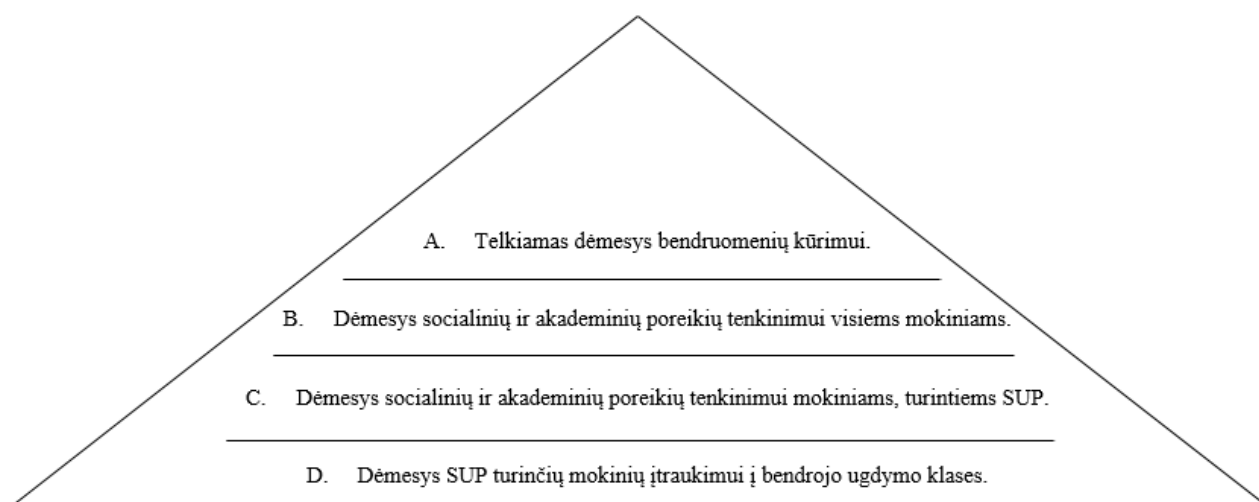 A. Telkiamas dėmesys bendruomenių kūrimui.
B. Dėmesys socialinių ir akademinių poreikių tenkinimui visiems mokiniams.
C. Dėmesys socialinių ir akademinių poreikių tenkinimui mokiniams, turintiems SUP.
D. Dėmesys SUP turinčių mokinių įtraukimui į bendrojo ugdymo klases.